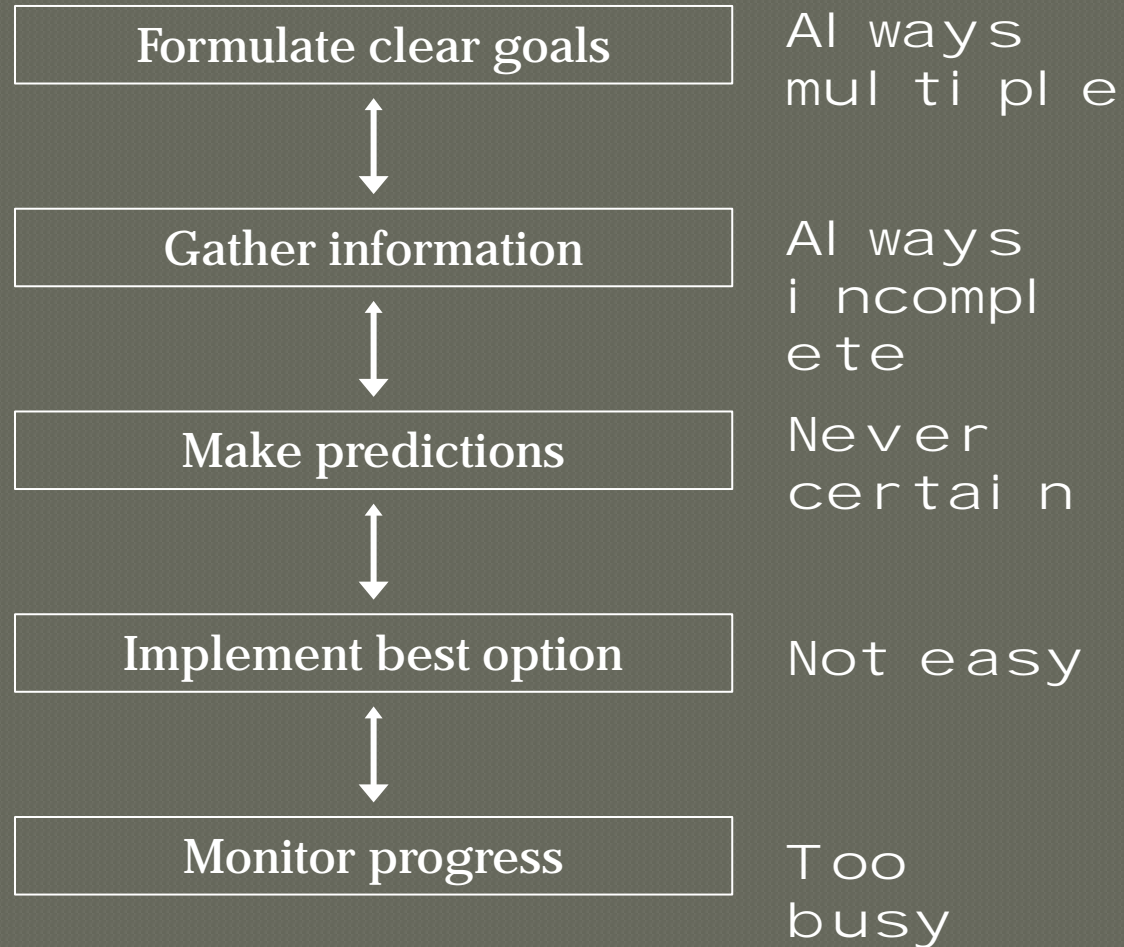 Formulate clear goals
Always
multiple
Gather information
Always
incompl
ete
Make predictions
Never
certain
Implement best option
Not easy
Monitor progress
Too
busy